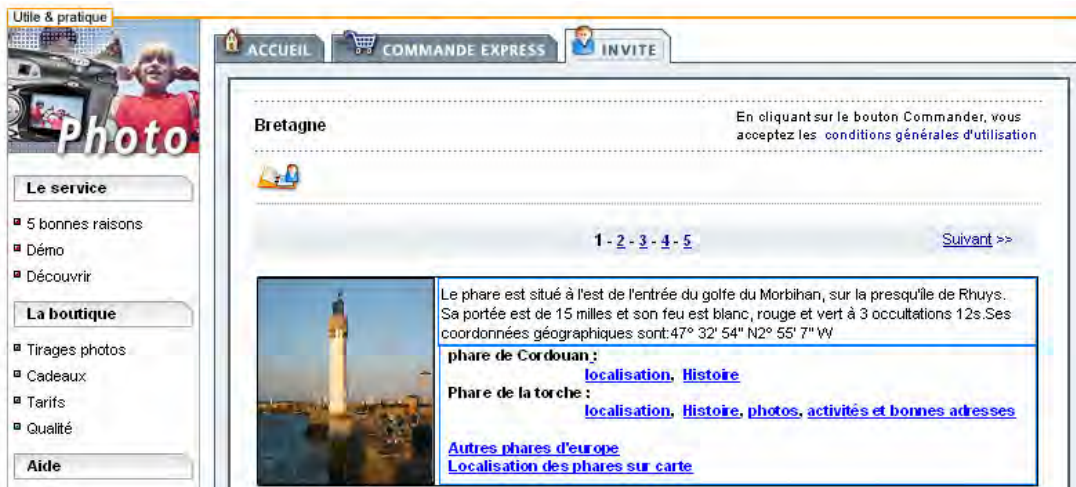 Utile & pratique
Photo
ACCUEIL
COMMANDE EXPRESS
INVITE
Bretagne
En cliquant sur le bouton Commander, vous
acceptez les conditions générales d'utilisation
Le service
5 bonnes raisons
Démo
Découvrir
La boutique
Tirages photos
Cadeaux
Tarifs
Qualité
Aide
1 - 2 - 3 - 4 - 5
Suivant >>
Le phare est situé à l'est de l'entrée du golfe du Morbihan, sur la presqu'île de Rhuys.
Sa portée est de 15 milles et son feu est blanc, rouge et vert à 3 occultations 12s.Ses
coordonnées géographiques sont:47° 32' 54" N2° 55' 7" W
phare de Cordouan :
localisation, Histoire
Phare de la torche :
localisation, Histoire, photos, activités et bonnes adresses
Autres phares d'europe
Localisation des phares sur carte